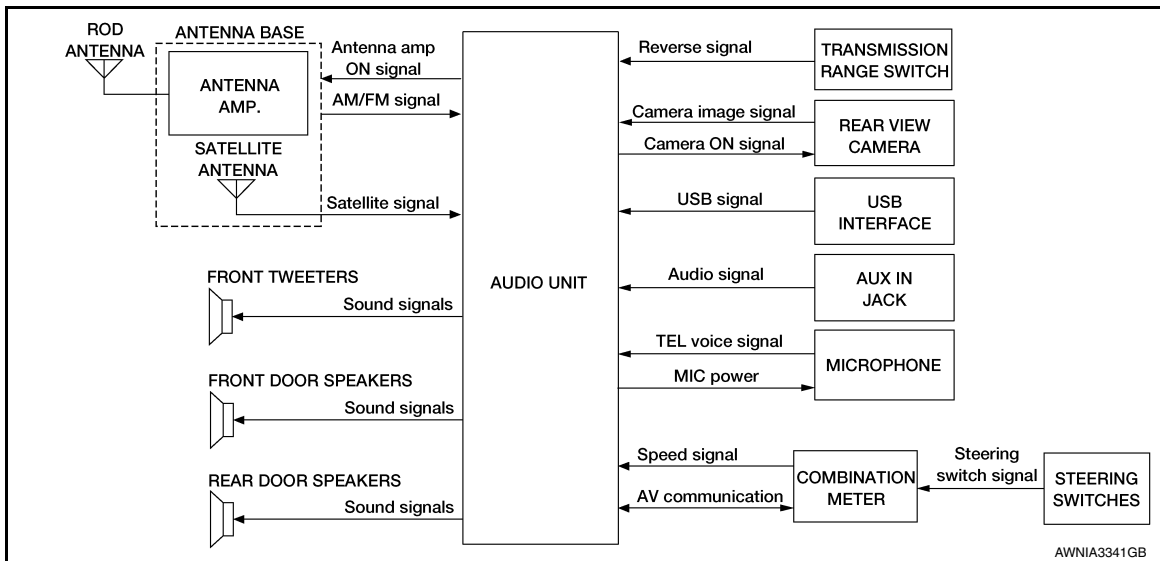 ROD
ANTENNA
ANTENNA BASE
ANTENNA
AMP.
SATELLITE
ANTENNA
Antenna amp
ON signal
AM/FM signal
Satellite signal
FRONT TWEETERS
Sound signals
FRONT DOOR SPEAKERS
Sound signals
REAR DOOR SPEAKERS
Sound signals
AUDIO UNIT
Reverse signal
TRANSMISSION
RANGE SWITCH
Camera image signal
Camera ON signal
REAR VIEW
CAMERA
USB signal
USB
INTERFACE
Audio signal
AUX IN
JACK
TEL voice signal
MIC power
MICROPHONE
Speed signal
AV communication
COMBINATION
METER
Steering
switch signal
STEERING
SWITCHES
AWNIA3341GB